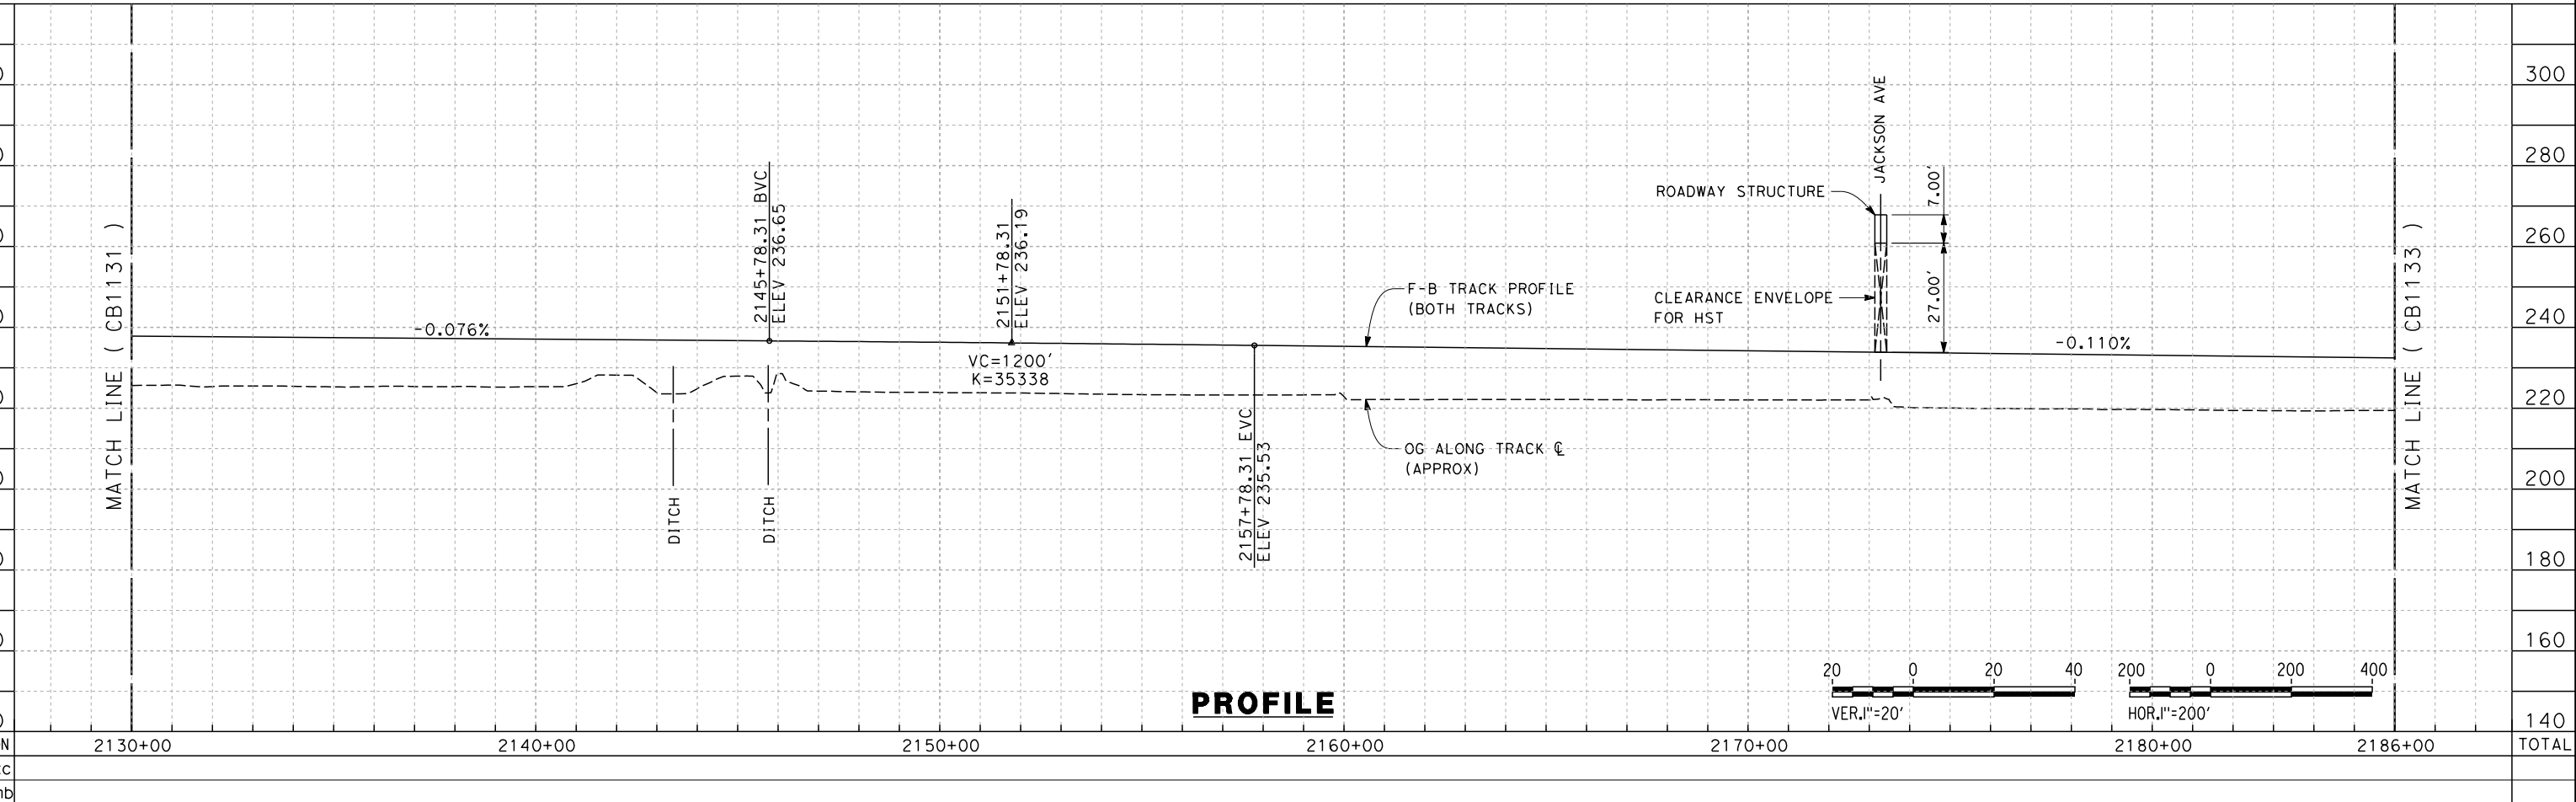 MATCH LINE ( CB1131 )
-0.076%
2145+78.31 BVC
ELEV 236.65
2151+78.31
ELEV 236.19
VC=1200'
K=35338
2157+78.31 EVC
ELEV 235.53
DITCH
DITCH
F-B TRACK PROFILE
(BOTH TRACKS)
OG ALONG TRACK ℄
(APPROX)
JACKSON AVE
ROADWAY STRUCTURE
CLEARANCE ENVELOPE
FOR HST
7.00'
27.00'
-0.110%
MATCH LINE ( CB1133 )
300
280
260
240
220
200
180
160
140
PROFILE
20 0 20 40
VER.1"=20'
200 0 200 400
HOR.1"=200'
2130+00 2140+00 2150+00 2160+00 2170+00 2180+00 2186+00 TOTAL